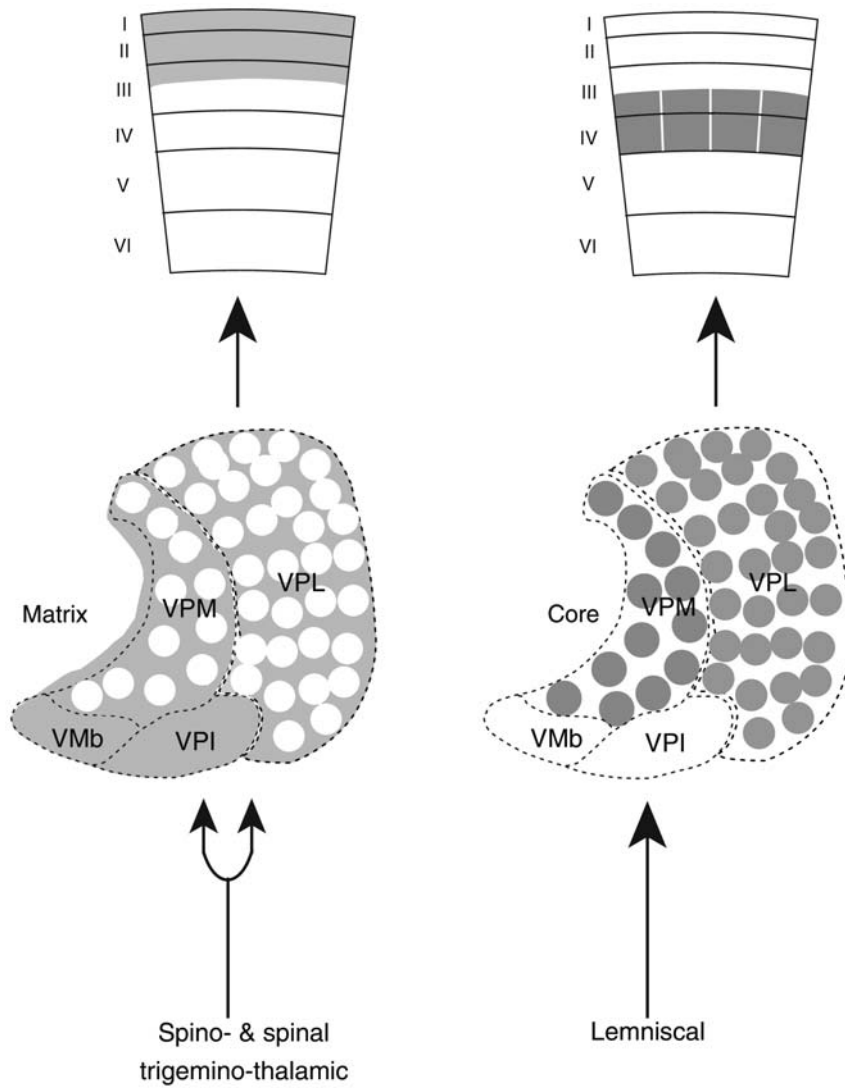 I
II
III
IV
V
VI
I
II
III
IV
V
VI
Matrix
VPM
VPL
VMb
VPI
Core
VPM
VPL
VMb
VPI
Spino- & spinal
trigemino-thalamic
Lemniscal